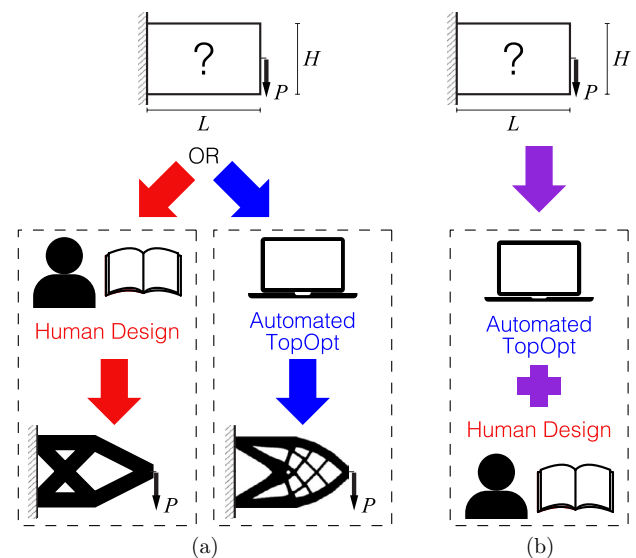 ?
H
P
L
?
H
P
L
OR
Human Design
Automated
TopOpt
P
P
Automated
TopOpt
Human Design
(a)
(b)